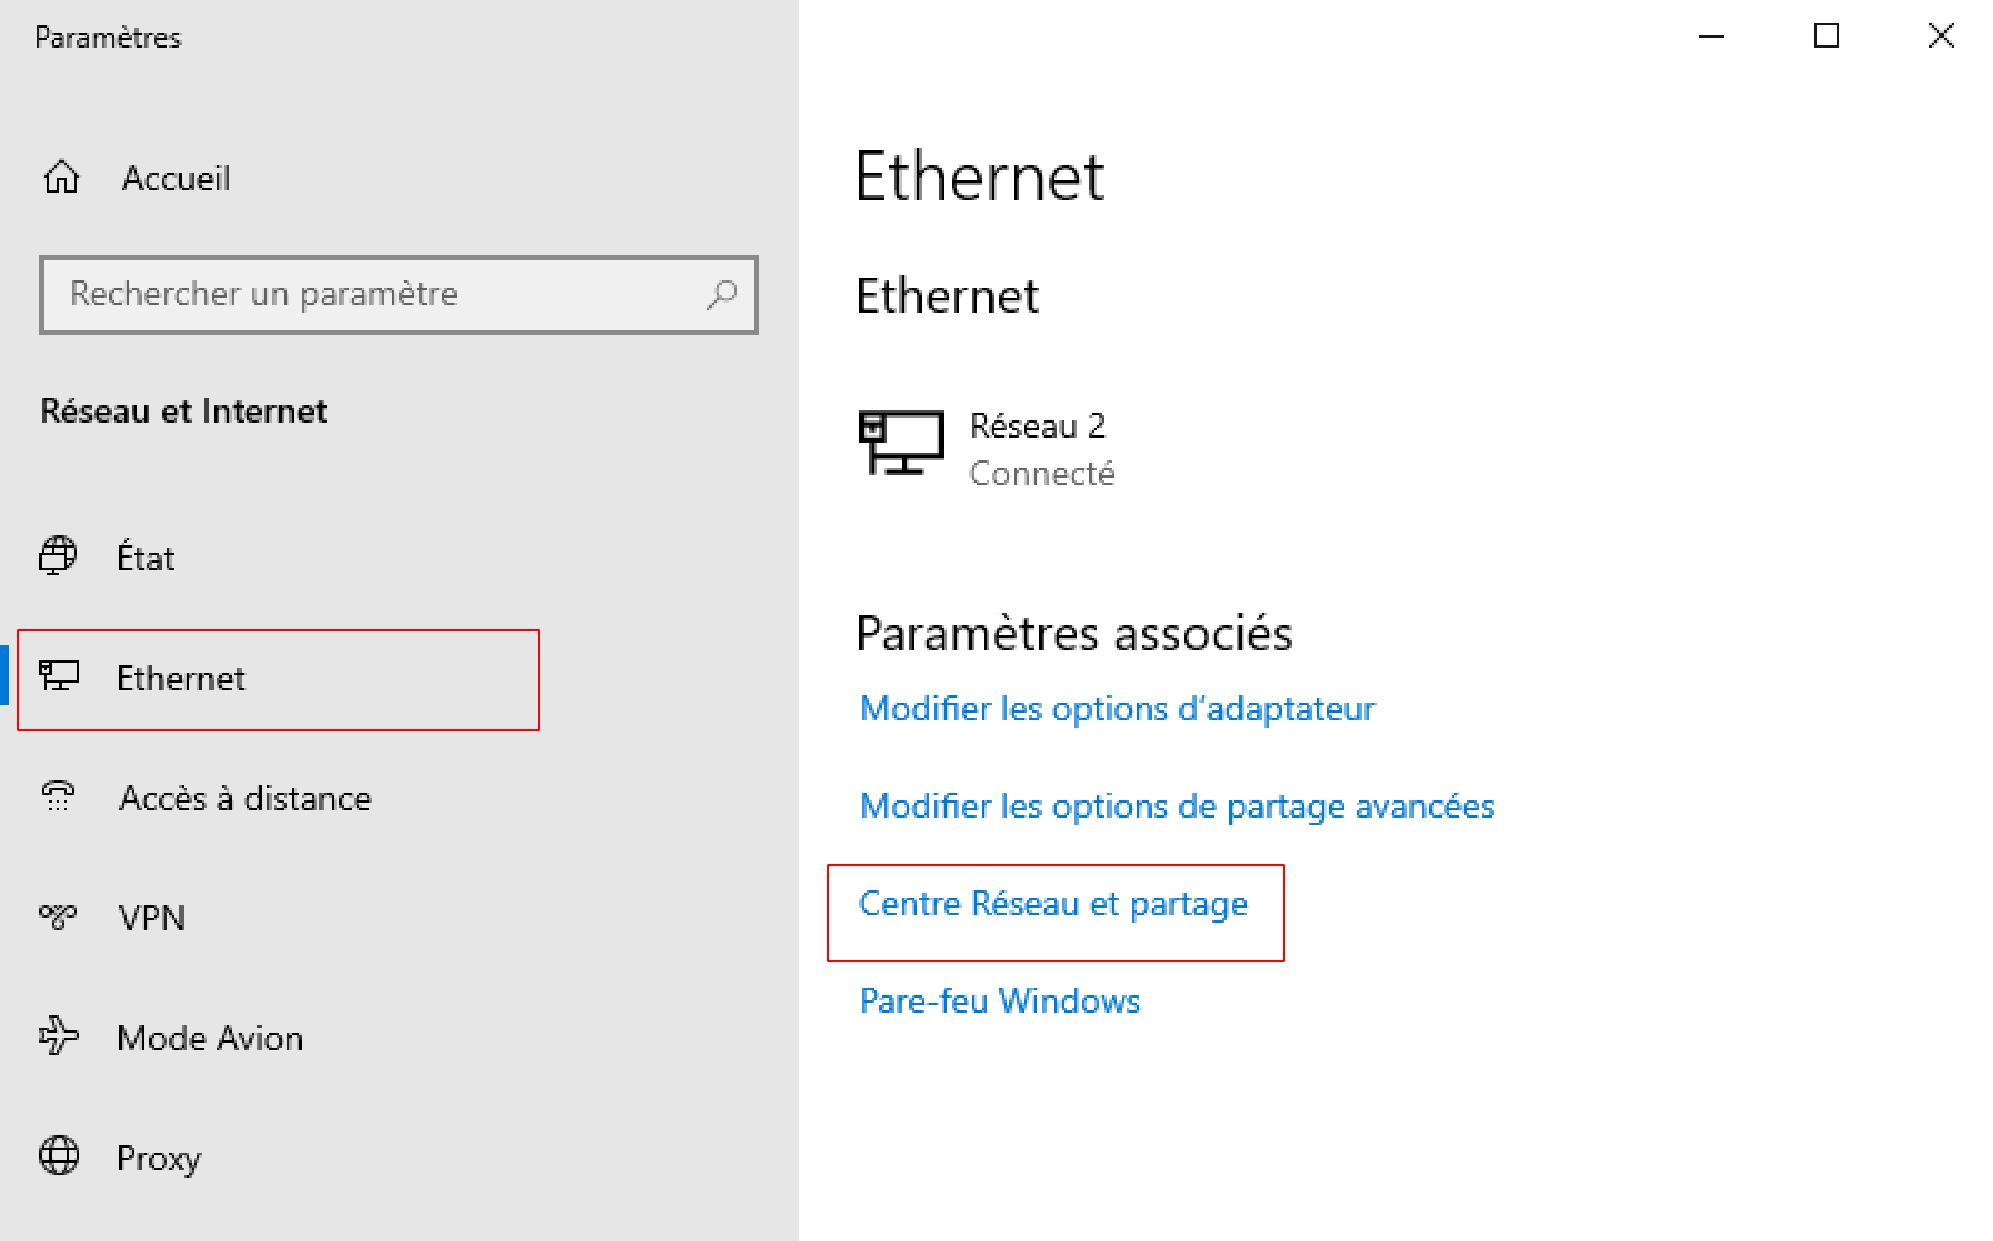 Paramètres
Accueil
Rechercher un paramètre
Réseau et Internet
État
Ethernet
Accès à distance
VPN
Mode Avion
Proxy
Ethernet
Ethernet
Réseau 2
Connecté
Paramètres associés
Modifier les options d'adaptateur
Modifier les options de partage avancées
Centre Réseau et partage
Pare-feu Windows